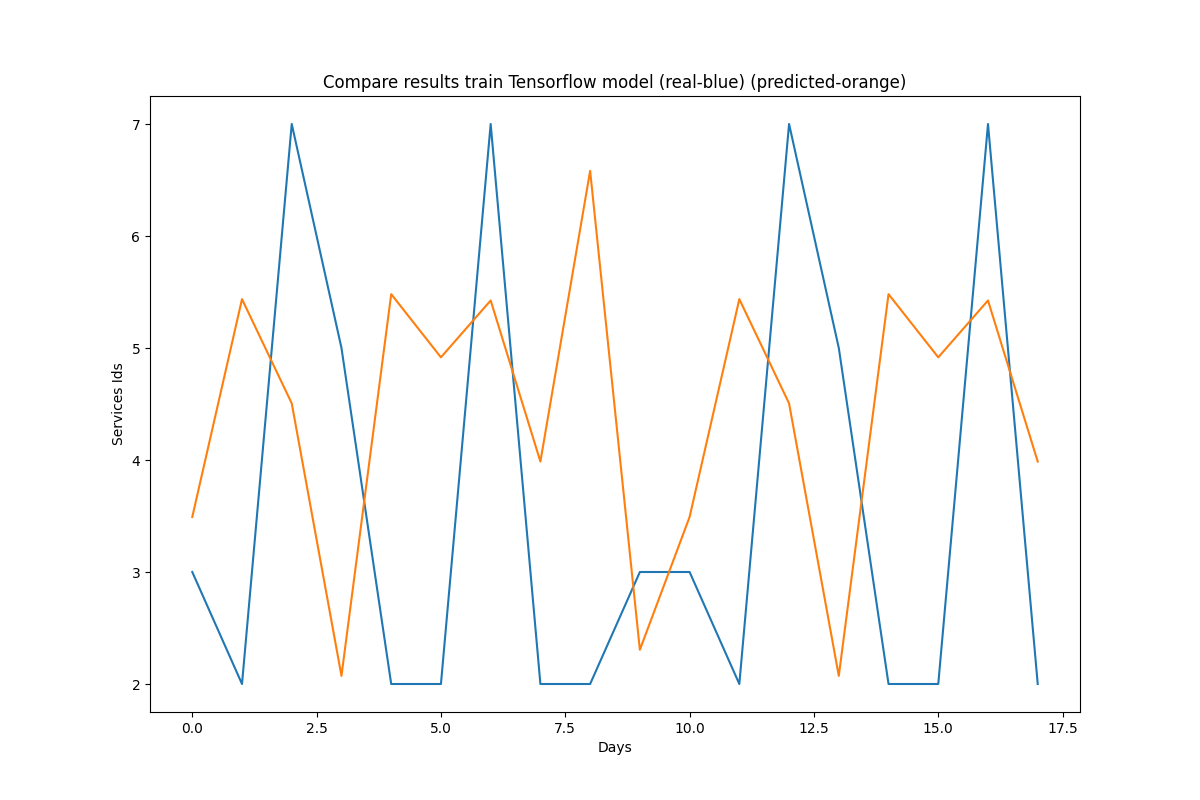 Compare results train Tensorflow model (real-blue) (predicted-orange)
7
6
5
4
3
2
Services Ids
0.0 2.5 5.0 7.5 10.0 12.5 15.0 17.5
Days